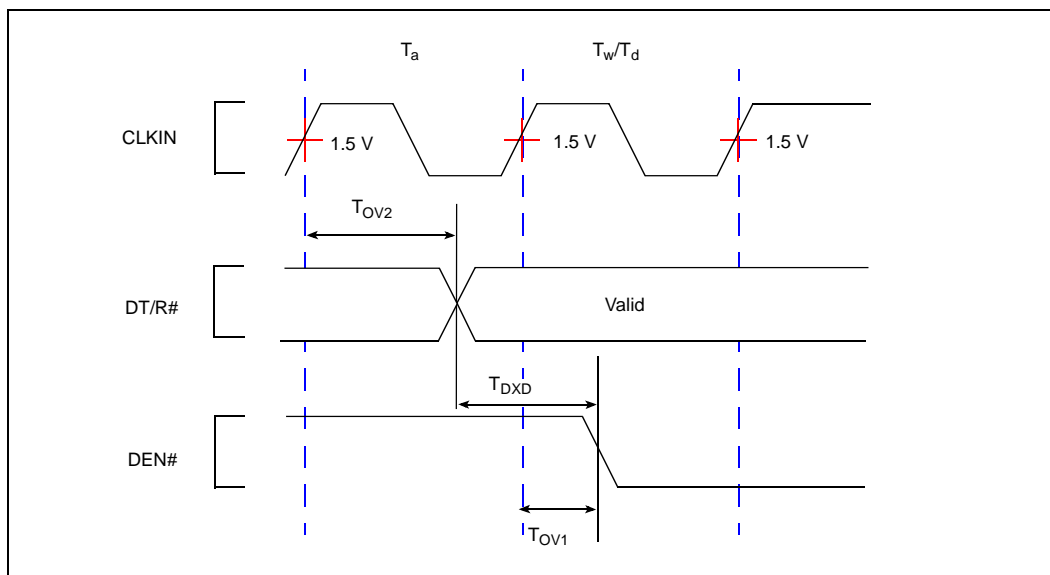 Ta
Tw/Td
CLKIN
1.5 V
1.5 V
1.5 V
TOV2
DT/R#
Valid
TDXD
DEN#
TOV1